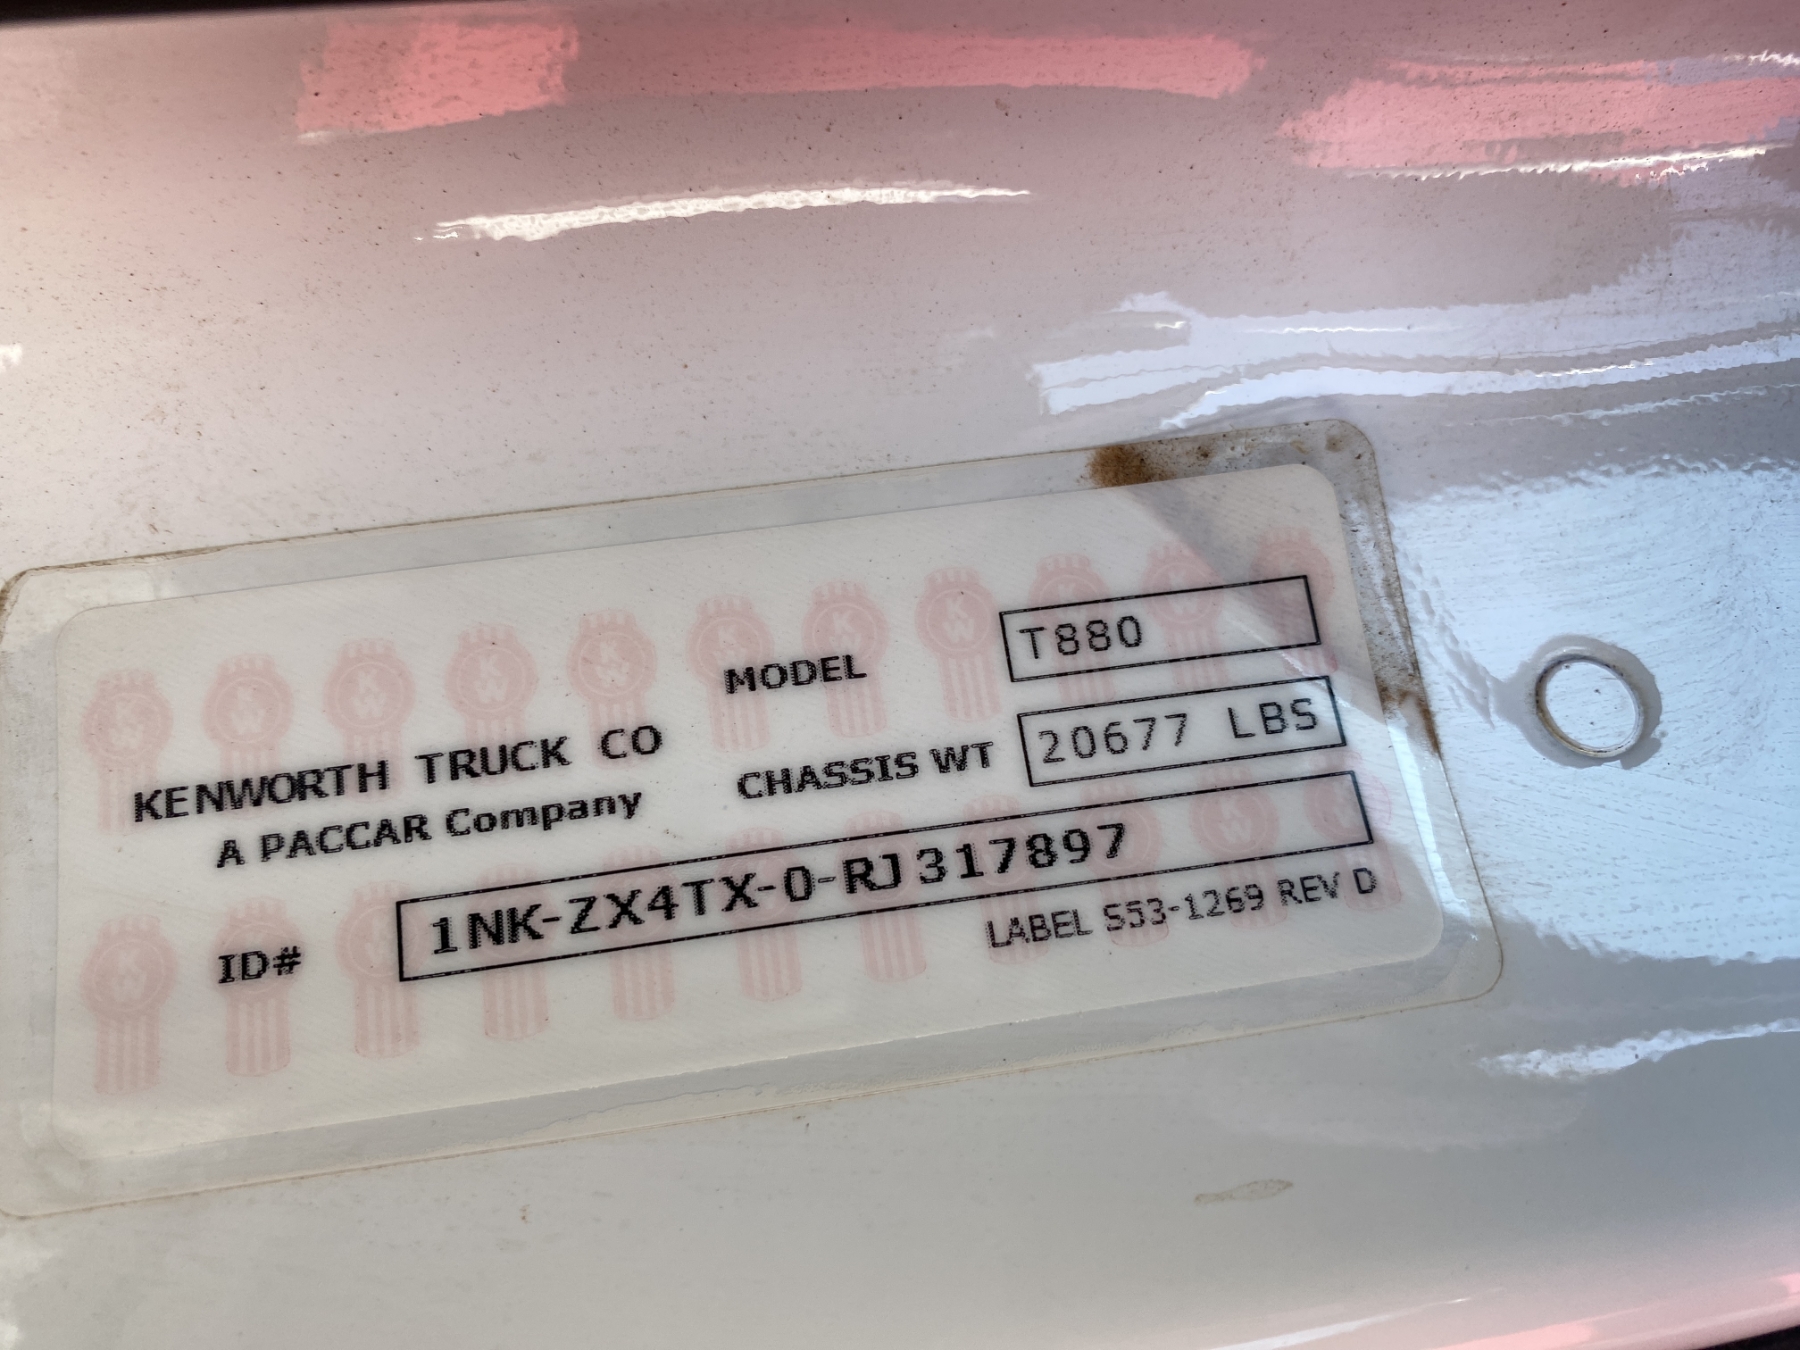 MODEL T880
KENWORTH TRUCK CO
A PACCAR Company
CHASSIS WT 20677 LBS
ID# 1NK-ZX4TX-0-RJ317897
LABEL S53-1269 REV D